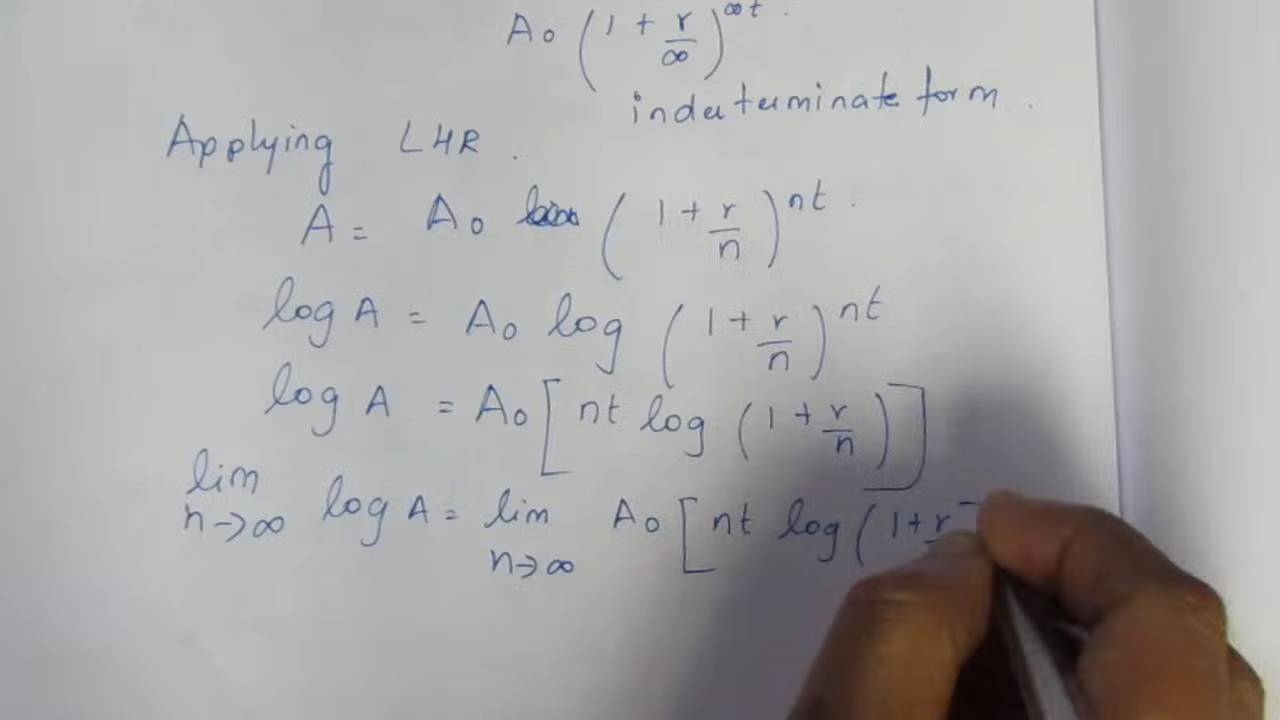 A₀ (1 + r/∞)^∞t .
indeterminate form .
Applying LHR .
A = A₀ (1 + r/n)^nt .
log A = A₀ log (1 + r/n)^nt
log A = A₀ [nt log (1 + r/n)]
lim n→∞ log A = lim n→∞ A₀ [nt log (1 + r